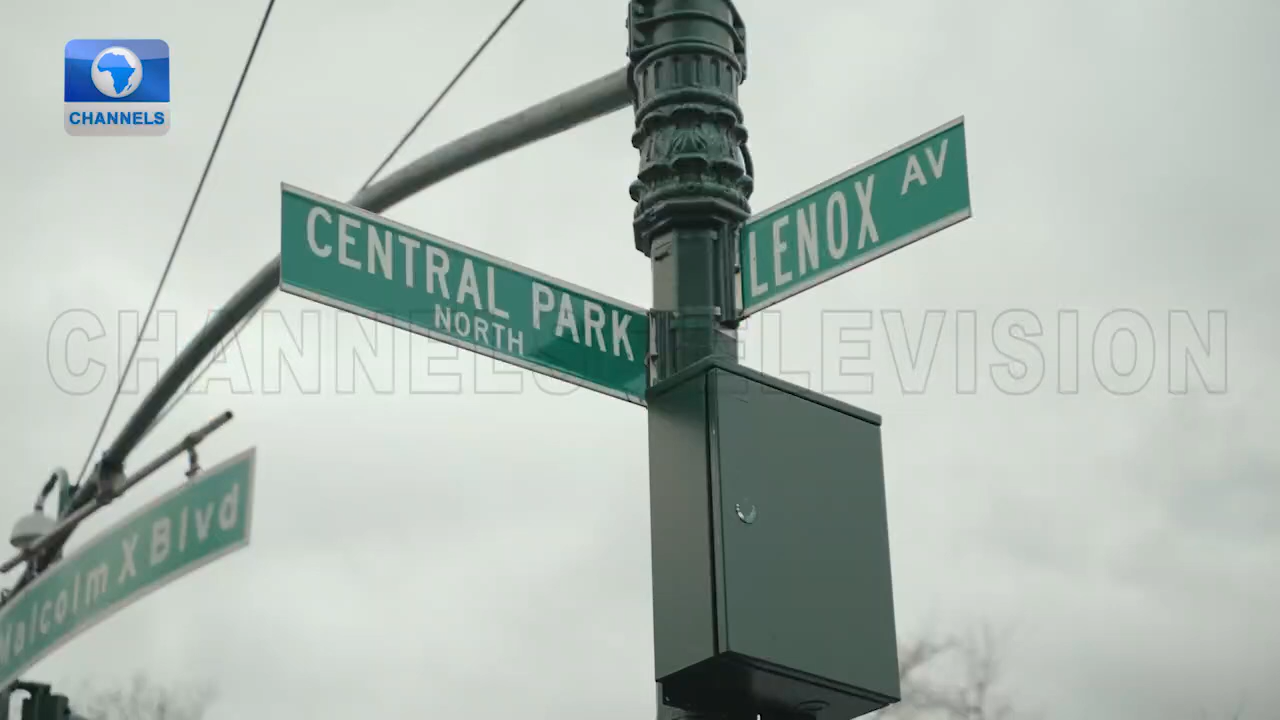 CHANNELS
LENOX AV
CENTRAL PARK
NORTH
CHANNELS TELEVISION
Malcolm X Blvd